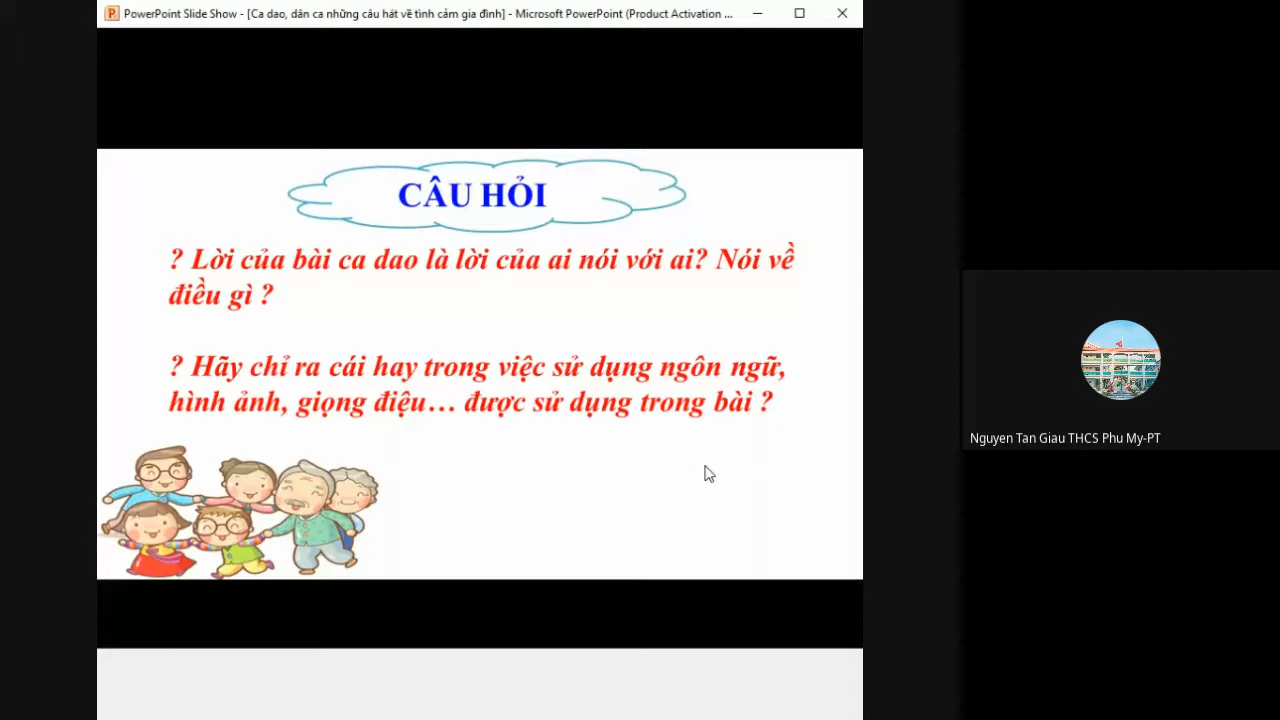 PowerPoint Slide Show - [Ca dao, dân ca những câu hát về tình cảm gia đình] - Microsoft PowerPoint (Product Activation ...
CÂU HỎI
? Lời của bài ca dao là lời của ai nói với ai? Nói về
điều gì ?
? Hãy chỉ ra cái hay trong việc sử dụng ngôn ngữ,
hình ảnh, giọng điệu… được sử dụng trong bài ?
Nguyen Tan Giau THCS Phu My-PT